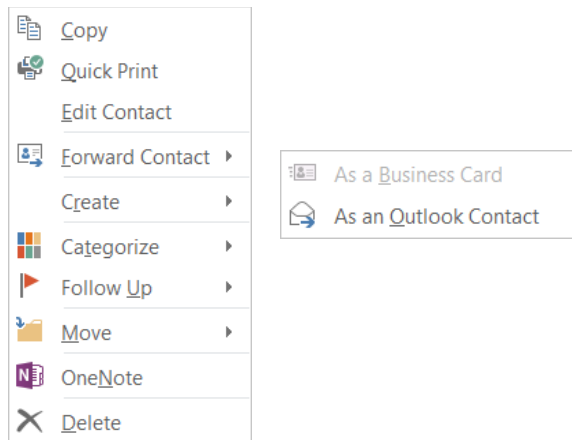 Copy
Quick Print
Edit Contact
Forward Contact
Create
Categorize
Follow Up
Move
OneNote
Delete
As a Business Card
As an Outlook Contact